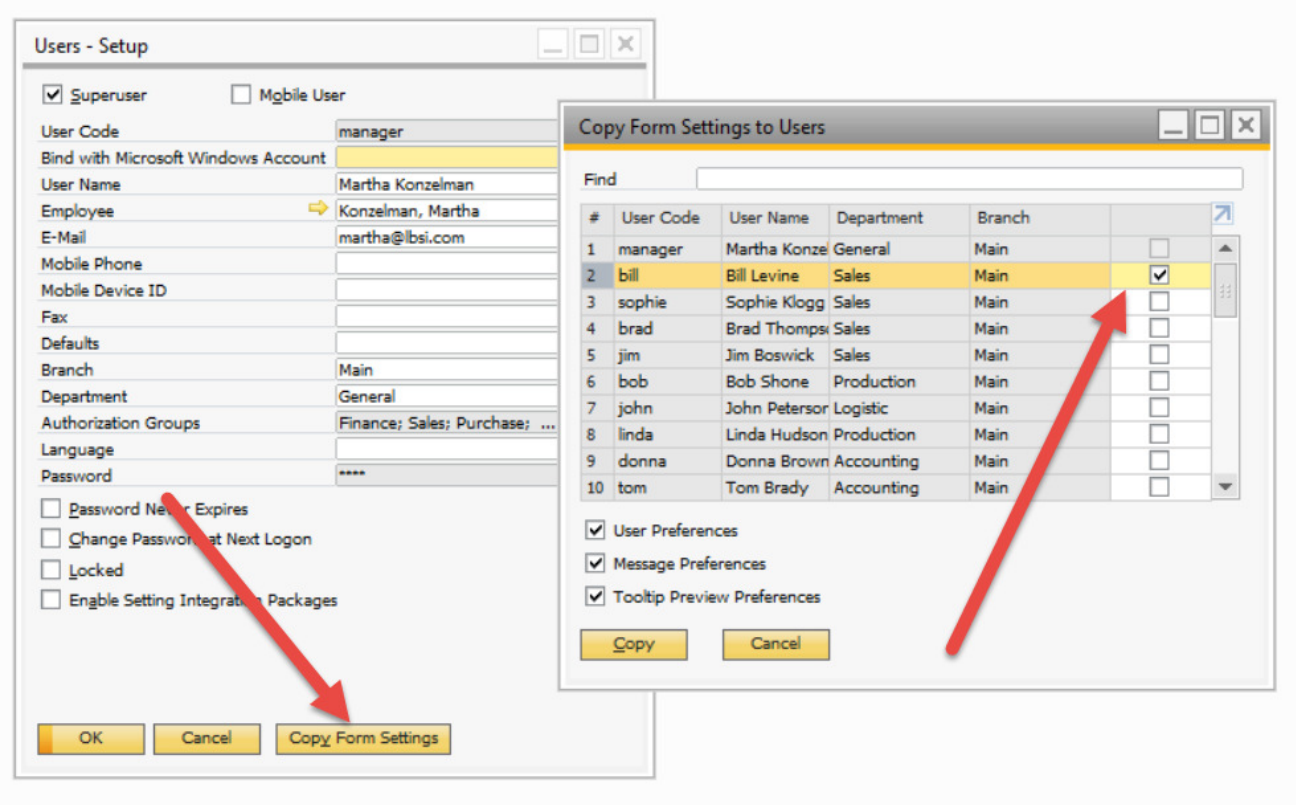 Users - Setup
Superuser Mobile User
User Code manager
Bind with Microsoft Windows Account
User Name Martha Konzelman
Employee Konzelman, Martha
E-Mail martha@lbsi.com
Mobile Phone
Mobile Device ID
Fax
Defaults
Branch Main
Department General
Authorization Groups Finance; Sales; Purchase; ...
Language
Password ****
Password Never Expires
Change Password at Next Logon
Locked
Enable Setting Integration Packages
OK Cancel Copy Form Settings
Copy Form Settings to Users
Find
# User Code User Name Department Branch
1 manager Martha Konzel General Main
2 bill Bill Levine Sales Main
3 sophie Sophie Klogg Sales Main
4 brad Brad Thomps Sales Main
5 jim Jim Boswick Sales Main
6 bob Bob Shone Production Main
7 john John Peterson Logistic Main
8 linda Linda Hudson Production Main
9 donna Donna Brown Accounting Main
10 tom Tom Brady Accounting Main
User Preferences
Message Preferences
Tooltip Preview Preferences
Copy Cancel